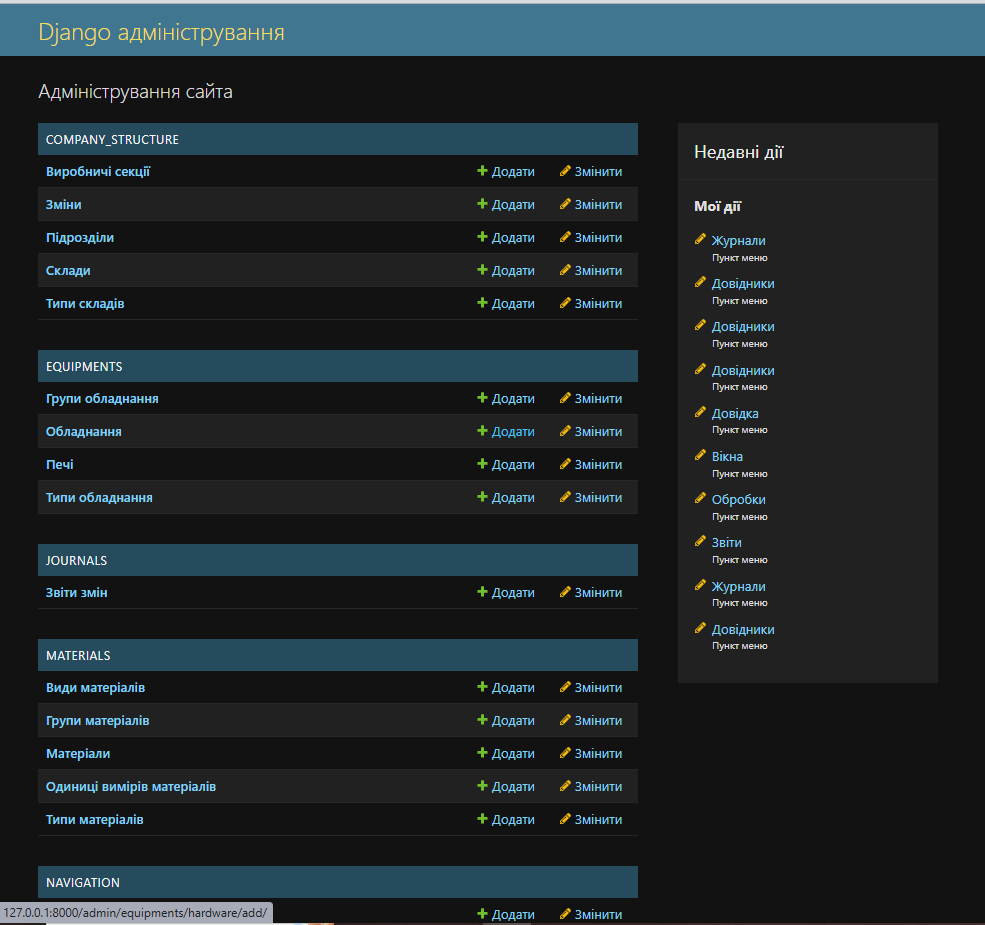 Django адміністрування
Адміністрування сайта
COMPANY_STRUCTURE
Виробничі секції Додати Змінити
Зміни Додати Змінити
Підрозділи Додати Змінити
Склади Додати Змінити
Типи складів Додати Змінити
EQUIPMENTS
Групи обладнання Додати Змінити
Обладнання Додати Змінити
Печі Додати Змінити
Типи обладнання Додати Змінити
JOURNALS
Звіти змін Додати Змінити
MATERIALS
Види матеріалів Додати Змінити
Групи матеріалів Додати Змінити
Матеріали Додати Змінити
Одиниці вимірів матеріалів Додати Змінити
Типи матеріалів Додати Змінити
NAVIGATION
Додати Змінити
127.0.0.1:8000/admin/equipments/hardware/add/
Недавні дії
Мої дії
Журнали
Пункт меню
Довідники
Пункт меню
Довідники
Пункт меню
Довідники
Пункт меню
Довідка
Пункт меню
Вікна
Пункт меню
Обробки
Пункт меню
Звіти
Пункт меню
Журнали
Пункт меню
Довідники
Пункт меню